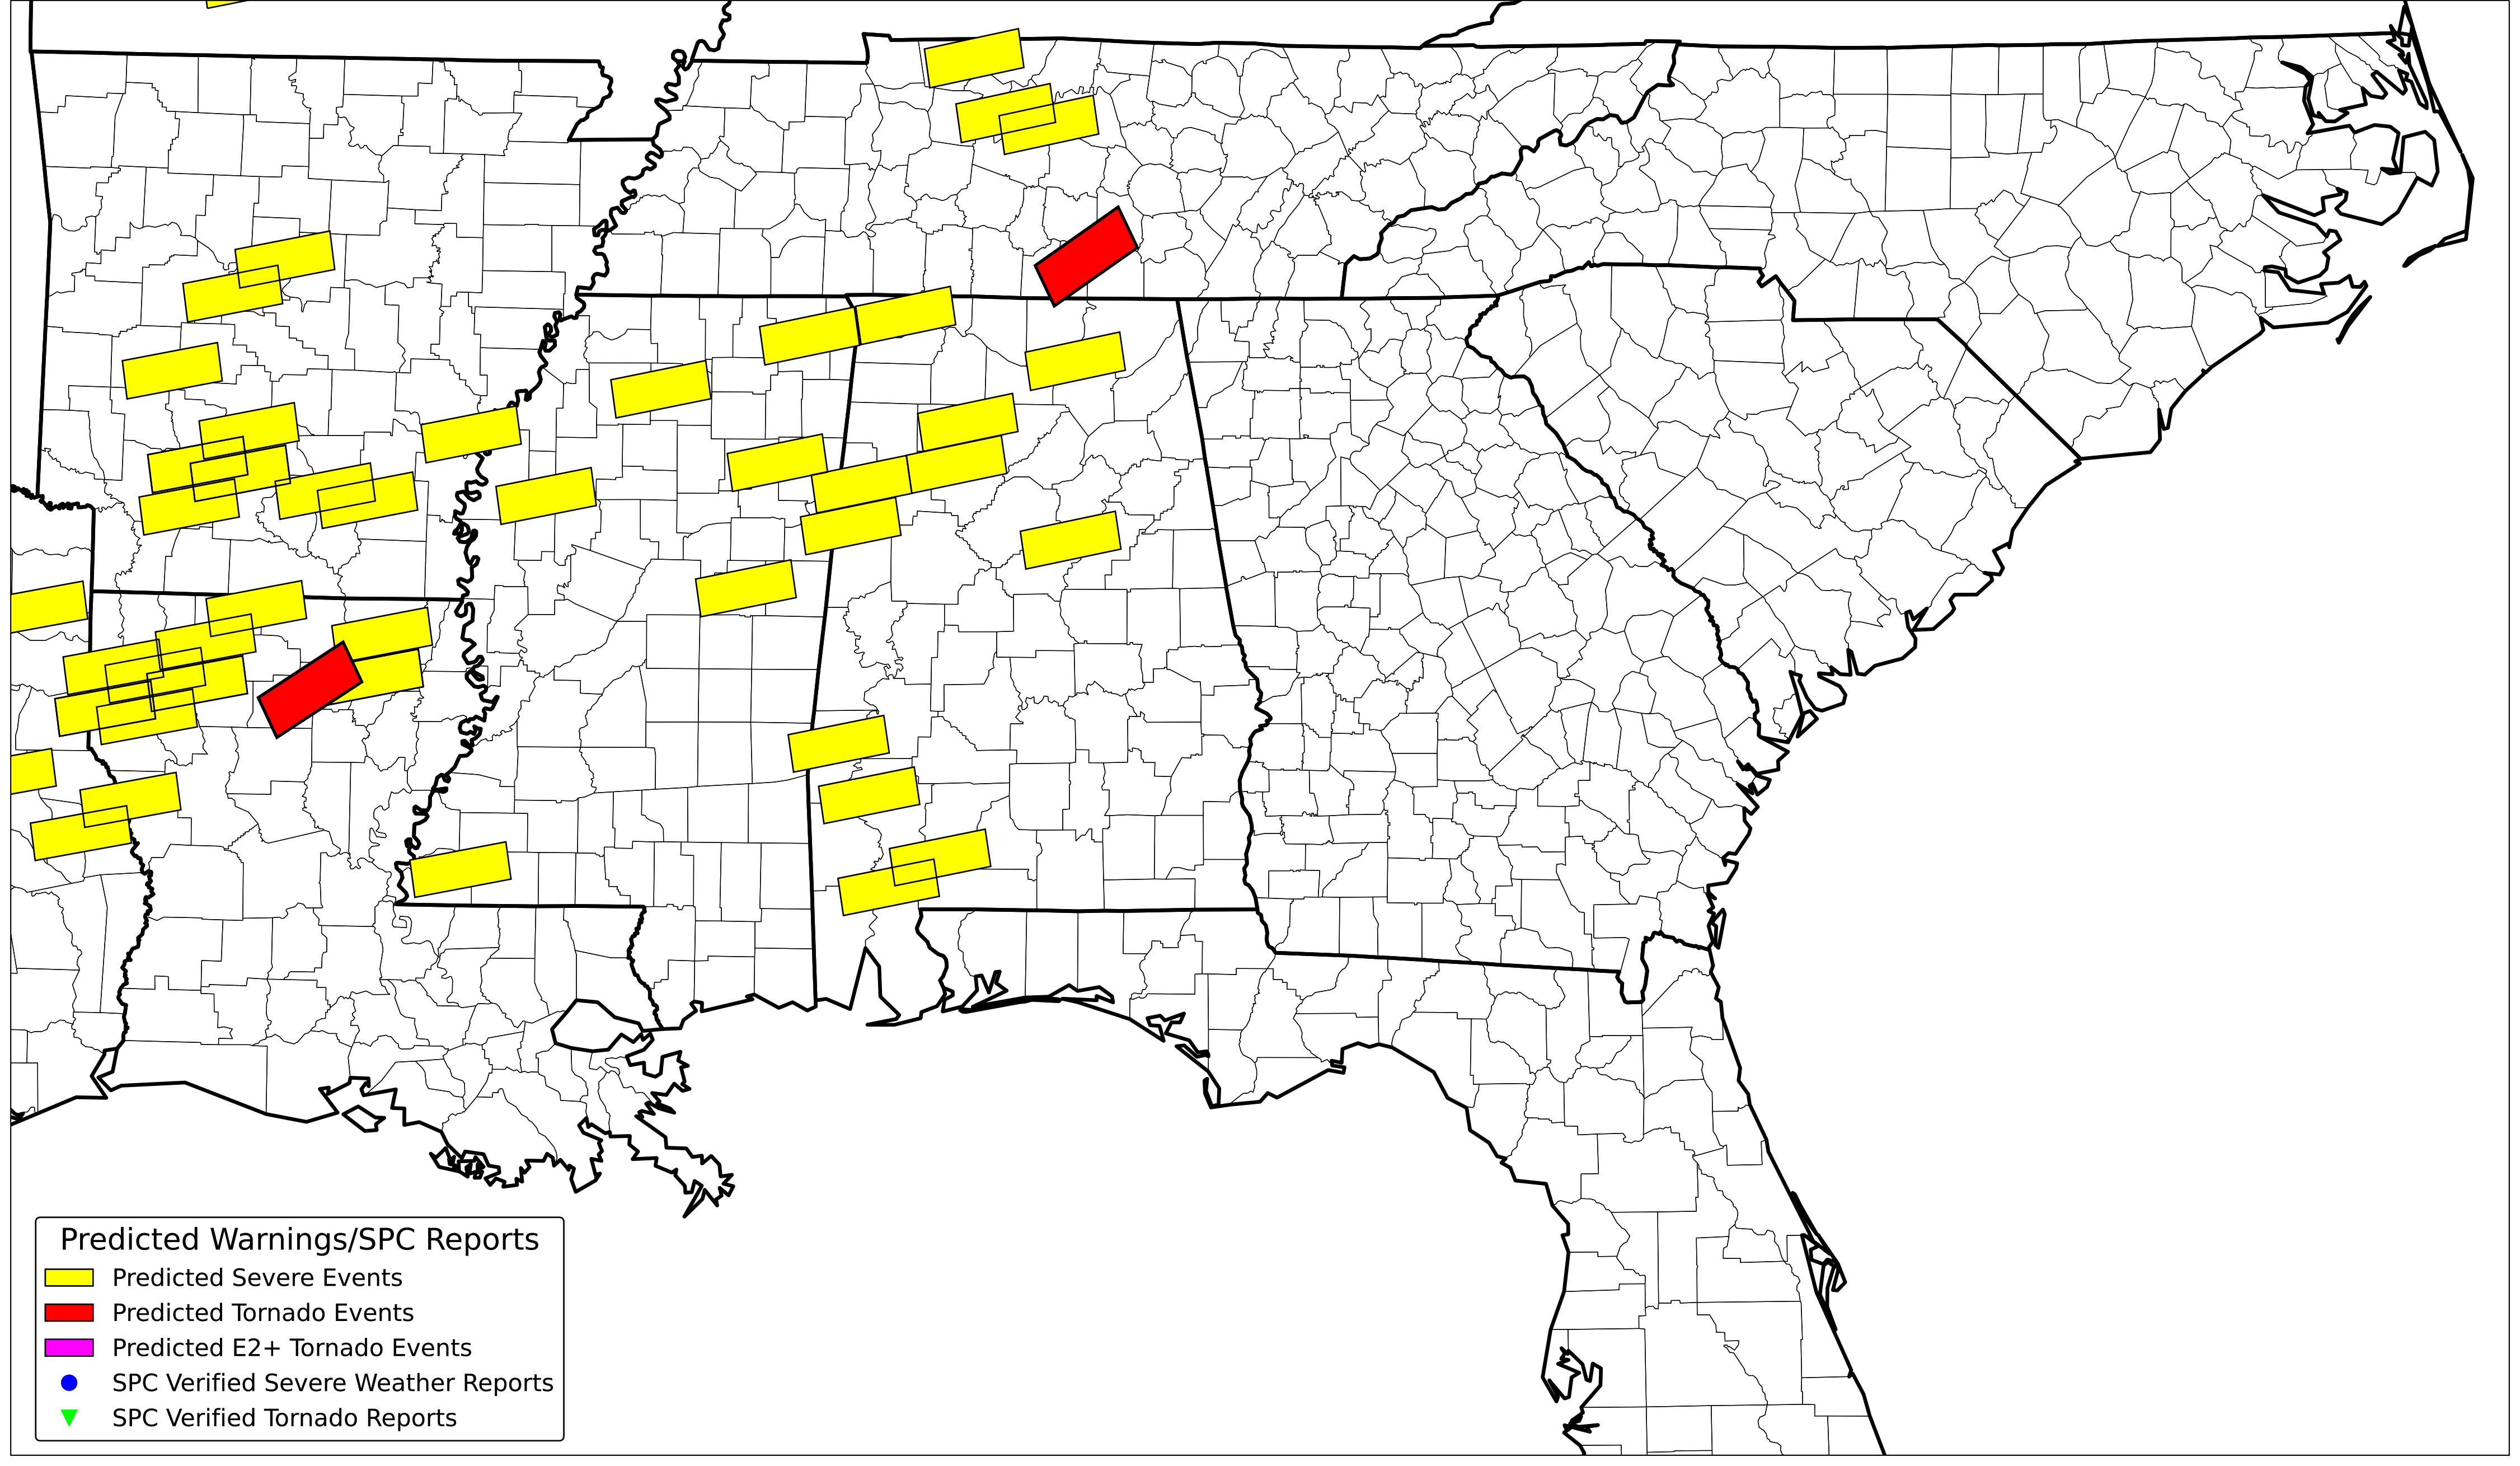 Predicted Warnings/SPC Reports
Predicted Severe Events
Predicted Tornado Events
Predicted E2+ Tornado Events
SPC Verified Severe Weather Reports
SPC Verified Tornado Reports